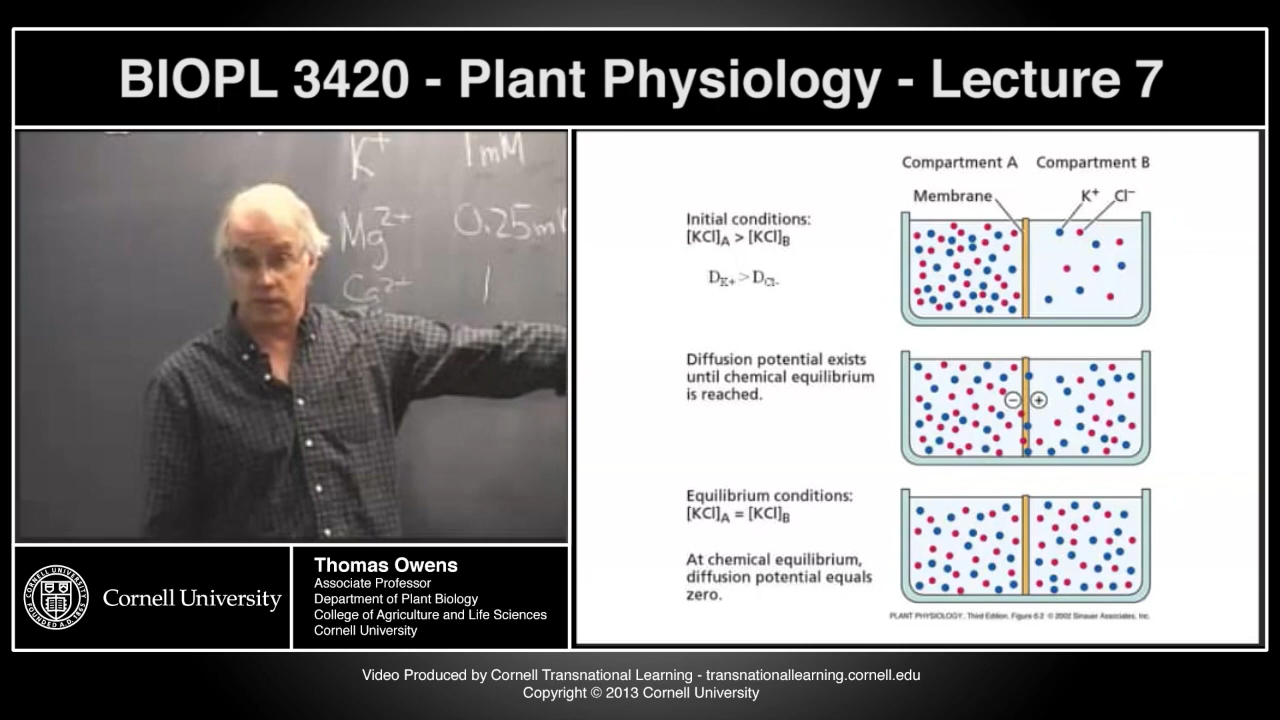 BIOPL 3420 - Plant Physiology - Lecture 7
K+ 1mM
Mg2+ 0.25m
Ca2+ 1
Compartment A Compartment B
Membrane K+ Cl−
Initial conditions:
[KCl]A > [KCl]B
DK+ > DCl-
Diffusion potential exists
until chemical equilibrium
is reached.
− +
Equilibrium conditions:
[KCl]A = [KCl]B
At chemical equilibrium,
diffusion potential equals
zero.
PLANT PHYSIOLOGY, Third Edition, Figure 6.2 © 2002 Sinauer Associates, Inc.
Cornell University
Thomas Owens
Associate Professor
Department of Plant Biology
College of Agriculture and Life Sciences
Cornell University
Video Produced by Cornell Transnational Learning - transnationallearning.cornell.edu
Copyright © 2013 Cornell University